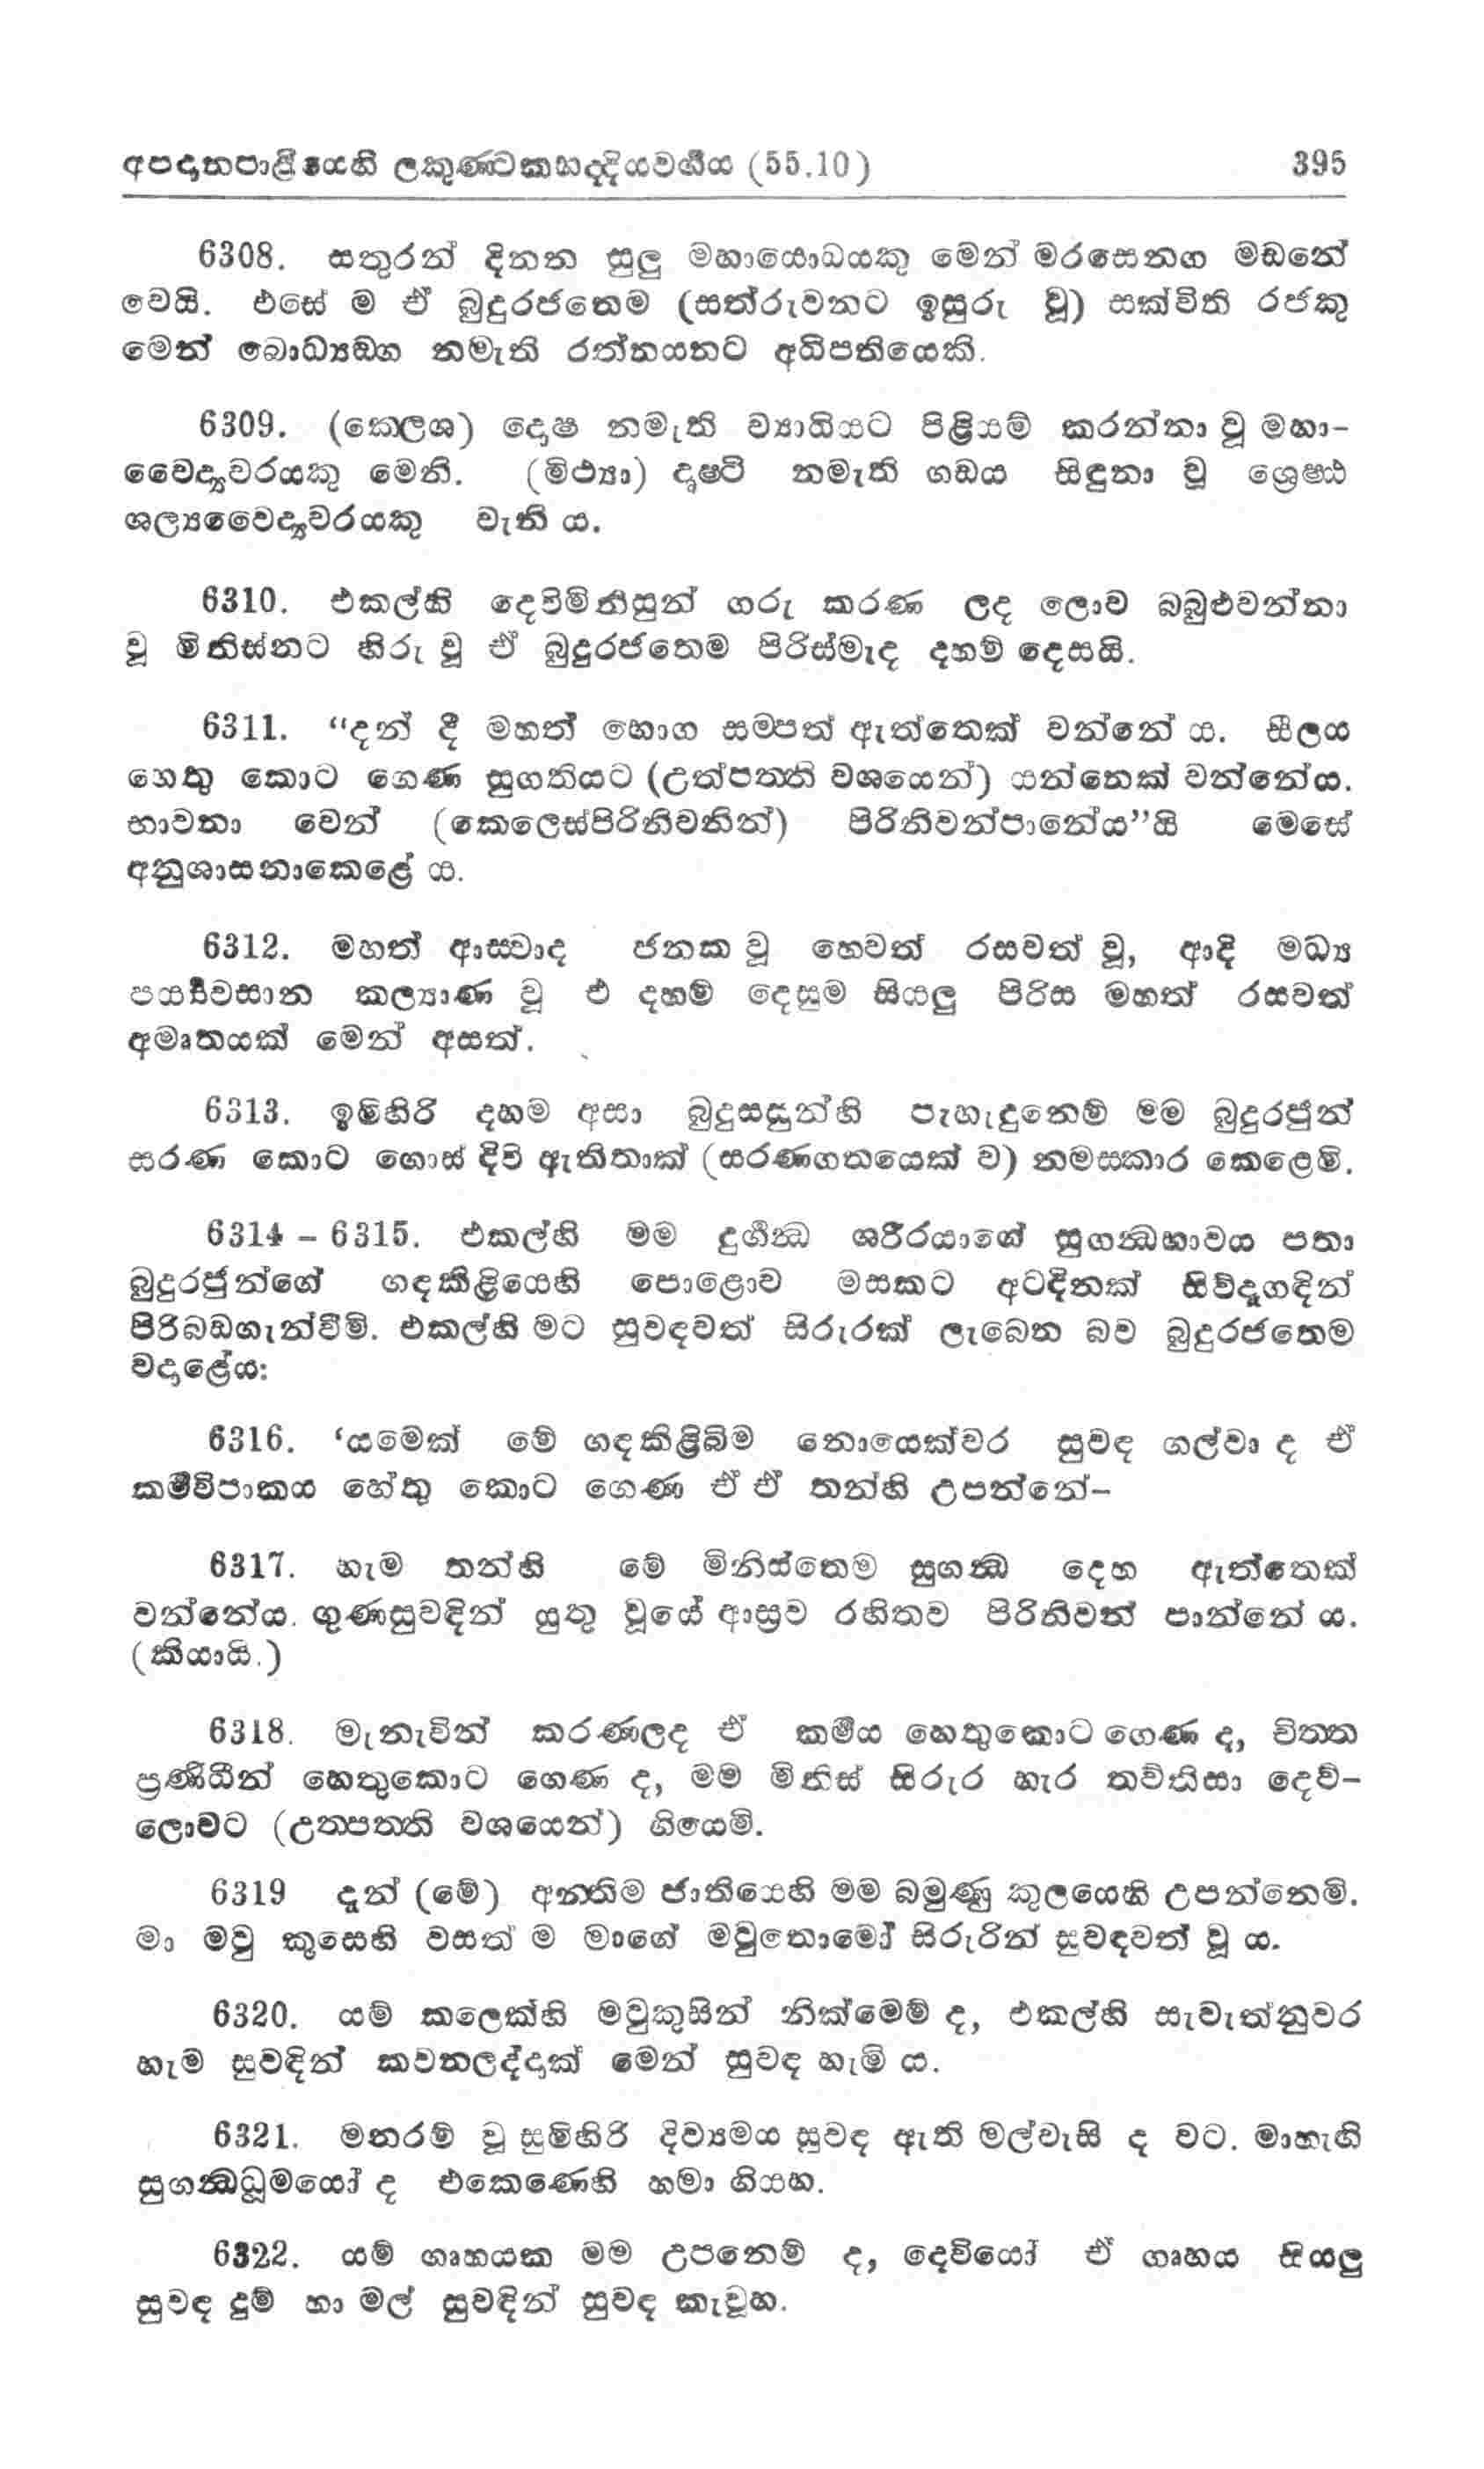 අපදානපාළියෙහි ලකුණ්ටකභද්දියවර්ගය (55.10) 395
6308. සතුරන් දිනන සුලු මහායොධයකු මෙන් මරසෙනග මඩනේ
වෙයි. එසේ ම ඒ බුදුරජතෙම (සත්රුවනට ඉසුරු වූ) සක්විති රජකු
මෙන් බොධ්‍යඞග නමැති රත්නයනට අධිපතියෙකි.
6309. (කෙලශ) දොෂ නමැති ව්‍යාධියට පිළියම් කරන්නා වූ මහා-
වෛද්‍යවරයකු මෙනි. (මිථ්‍යා) දෘෂටි නමැති ගඩය සිඳුනා වූ ශ්‍රෙෂඨ
ශල්‍යවෛද්‍යවරයකු වැනි ය.
6310. එකල්හි දෙව්මිනිසුන් ගරු කරණ ලද ලොව බබුළුවන්නා
වූ මිනිස්නට හිරු වූ ඒ බුදුරජතෙම පිරිස්මැද දහම් දෙසයි.
6311. “දන් දී මහත් භොග සම්පත් ඇත්තෙක් වන්නේ ය. සීලය
හෙතු කොට ගෙණ සුගතියට (උත්පත්ති වශයෙන්) යන්නෙක් වන්නේය.
භාවනා වෙන් (කෙලෙස්පිරිනිවනින්) පිරිනිවන්පානේය”යි මෙසේ
අනුශාසනාකෙළේ ය.
6312. මහත් ආස්වාද ජනක වූ හෙවත් රසවත් වූ, ආදි මධ්‍ය
පර්‍ය්‍යවසාන කල්‍යාණ වූ එ දහම් දෙසුම සියලු පිරිස මහත් රසවත්
අමෘතයක් මෙන් අසත්.
6313. ඉමිහිරි දහම අසා බුදුසසුන්හි පැහැදුනෙම් මම බුදුරජුන්
සරණ කොට ගොස් දිවි ඇතිතාක් (සරණගතයෙක් ව) නමසකාර කෙළෙමි.
6314 - 6315. එකල්හි මම දුර්ගන්‍ධ ශරීරයාගේ සුගන්‍ධභාවය පතා
බුදුරජුන්ගේ ගඳකිළියෙහි පොළොව මසකට අටදිනක් සිව්දෑගඳින්
පිරිබඩගැන්වීමි. එකල්හි මට සුවඳවත් සිරුරක් ලැබෙන බව බුදුරජතෙම
වදාළේය:
6316. ‘යමෙක් මේ ගඳකිළිබිම නොයෙක්වර සුවඳ ගල්වා ද ඒ
කර්මවිපාකය හේතු කොට ගෙණ ඒ ඒ තන්හි උපන්නේ-
6317. හැම තන්හි මේ මිනිස්තෙම සුගන්‍ධ දෙහ ඇත්තෙක්
වන්නේය. ගුණසුවඳින් යුතු වූයේ ආස්‍රව රහිතව පිරිනිවන් පාන්නේ ය.
(කියායි.)
6318. මැනැවින් කරණලද ඒ කර්මය හෙතුකොට ගෙණ ද, චිත්ත
ප්‍රණිධීන් හෙතුකොට ගෙණ ද, මම මිනිස් සිරුර හැර තව්තිසා දෙව්-
ලොවට (උත්පත්ති වශයෙන්) ගියෙමි.
6319 දැන් (මේ) අන්තිම ජාතියෙහි මම බමුණු කුලයෙහි උපන්නෙමි.
මා මවු කුසෙහි වසත් ම මාගේ මවුතොමෝ සිරුරින් සුවඳවත් වූ ය.
6320. යම් කලෙක්හි මවුකුසින් නික්මෙම් ද, එකල්හි සැවැත්නුවර
හැම සුවඳින් කවනලද්දාක් මෙන් සුවඳ හැමි ය.
6321. මනරම් වූ සුමිහිරි දිව්‍යමය සුවඳ ඇති මල්වැසි ද වට. මාහැඟි
සුගන්‍ධධූමයෝ ද එකෙණෙහි හමා ගියහ.
6322. යම් ගෘහයක මම උපනෙම් ද, දෙවියෝ ඒ ගෘහය සියලු
සුවඳ දුම් හා මල් සුවඳින් සුවඳ කැවූහ.